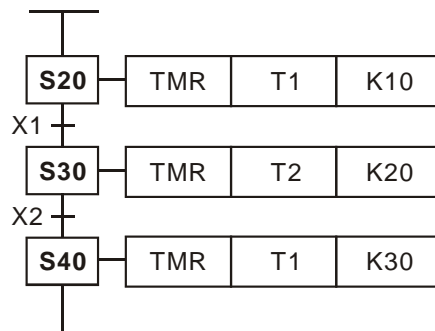 S20 TMR T1 K10
X1
S30 TMR T2 K20
X2
S40 TMR T1 K30